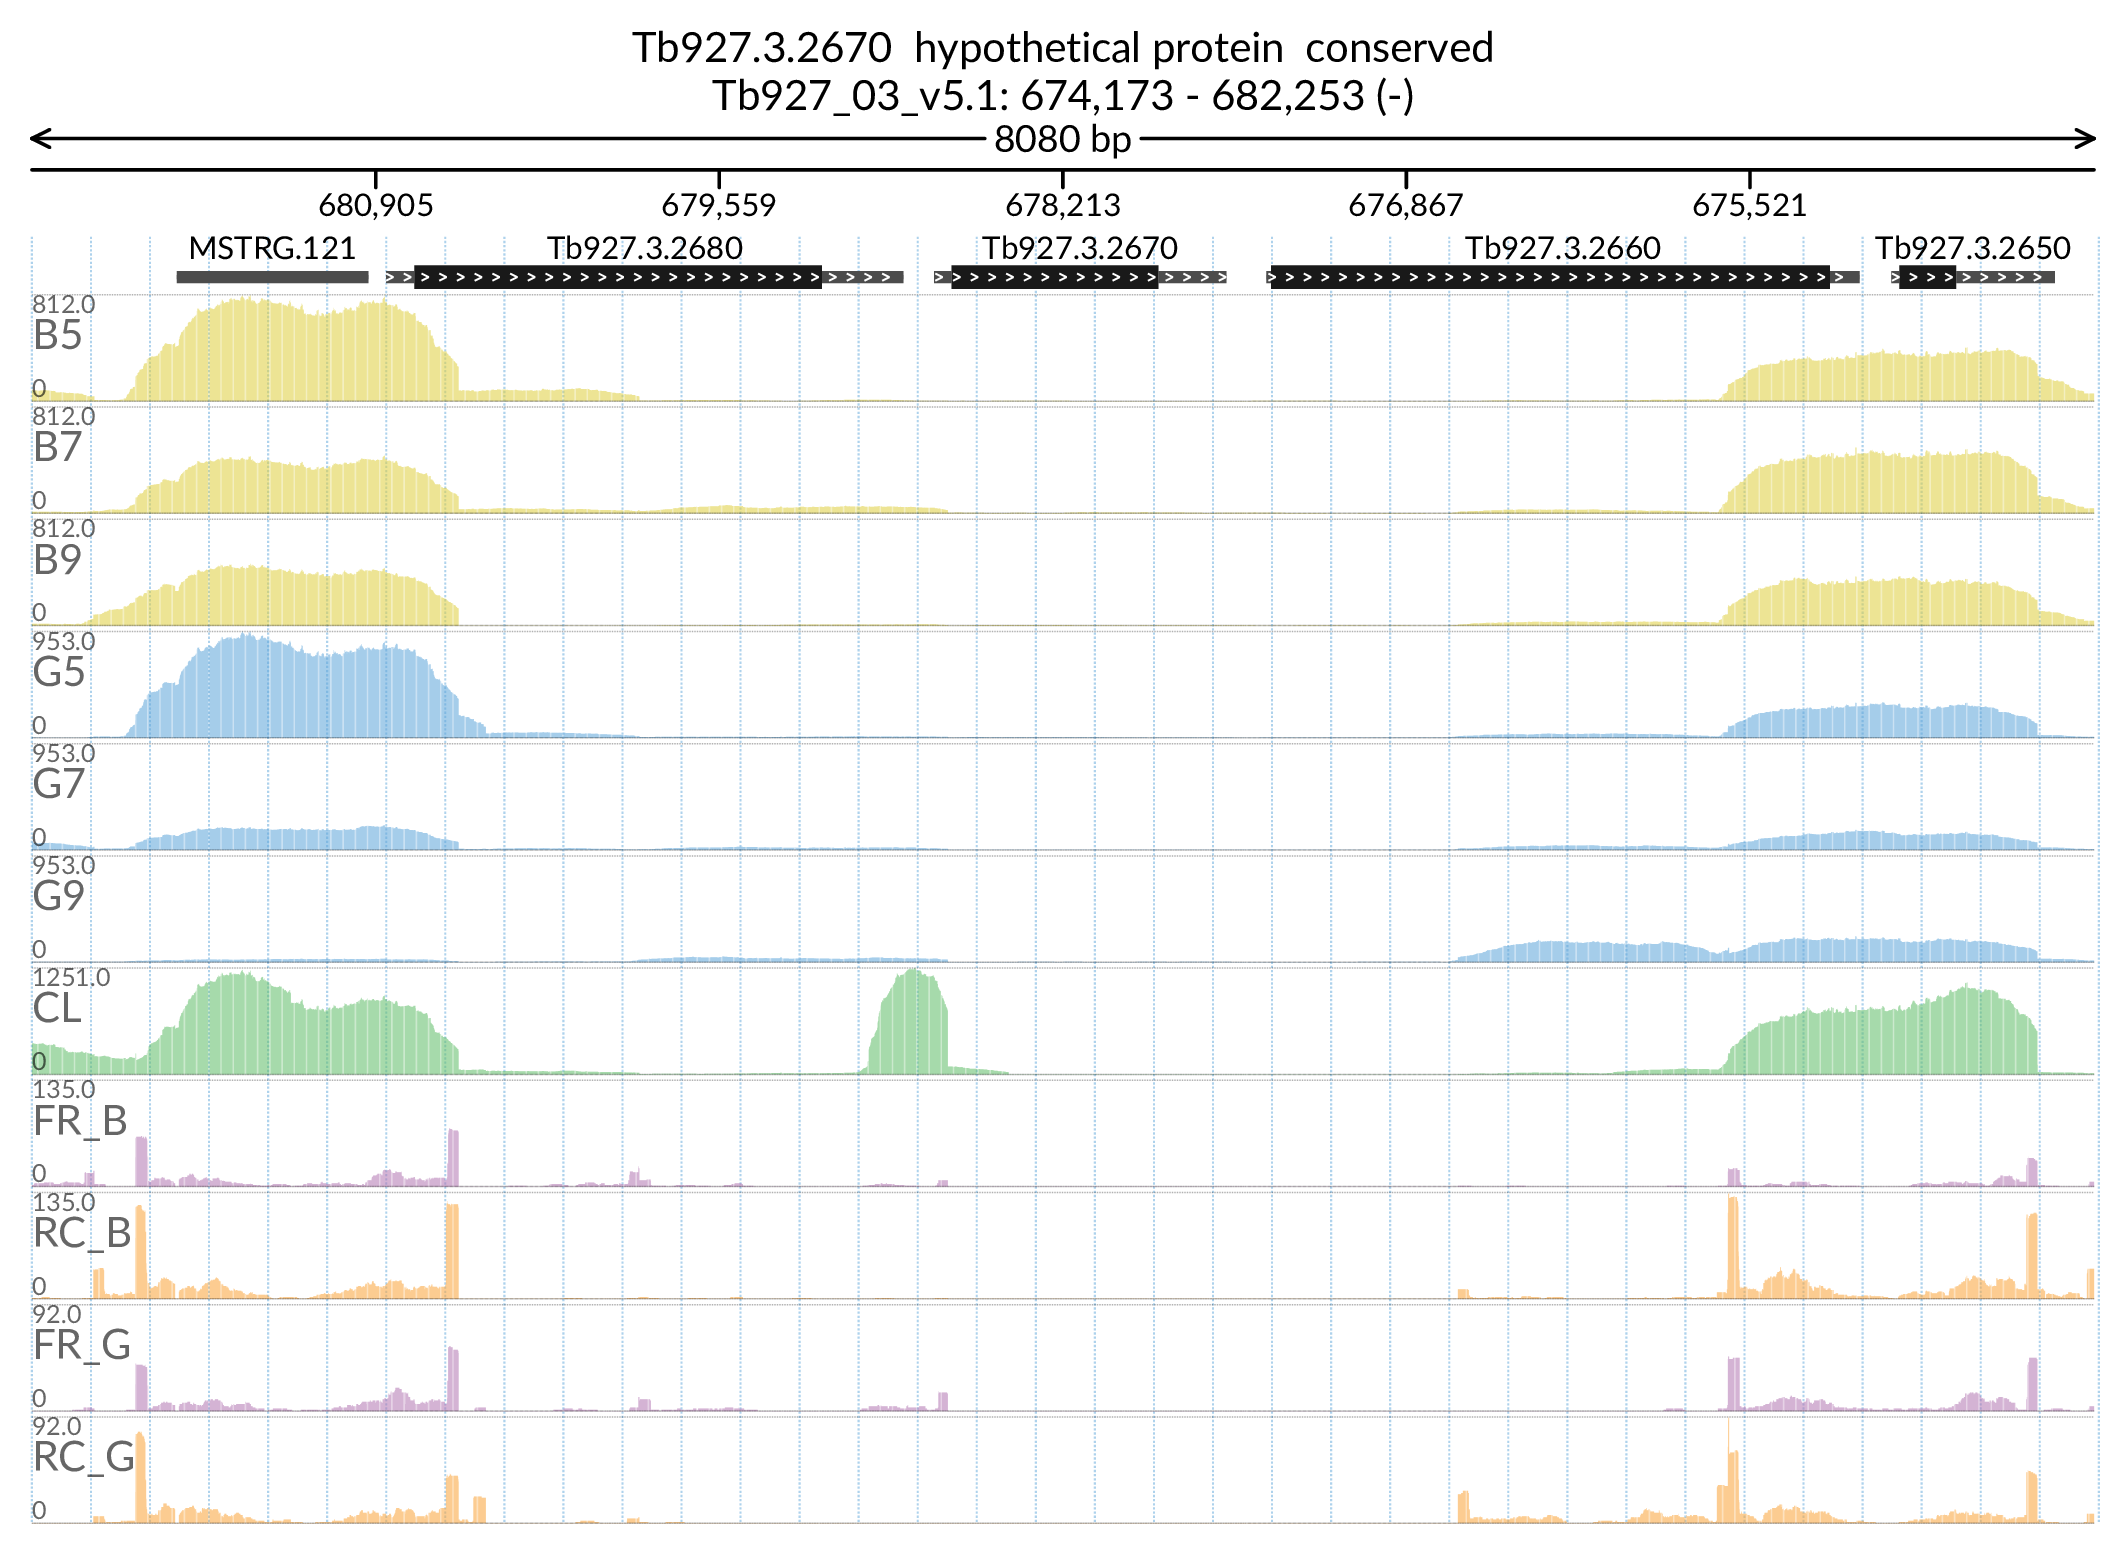 Tb927.3.2670 hypothetical protein conserved
Tb927_03_v5.1: 674,173 - 682,253 (-)
8080 bp
680,905 679,559 678,213 676,867 675,521
MSTRG.121 Tb927.3.2680 Tb927.3.2670 Tb927.3.2660 Tb927.3.2650
812.0
B5
0
812.0
B7
0
812.0
B9
0
953.0
G5
0
953.0
G7
0
953.0
G9
0
1251.0
CL
0
135.0
FR_B
0
135.0
RC_B
0
92.0
FR_G
0
92.0
RC_G
0